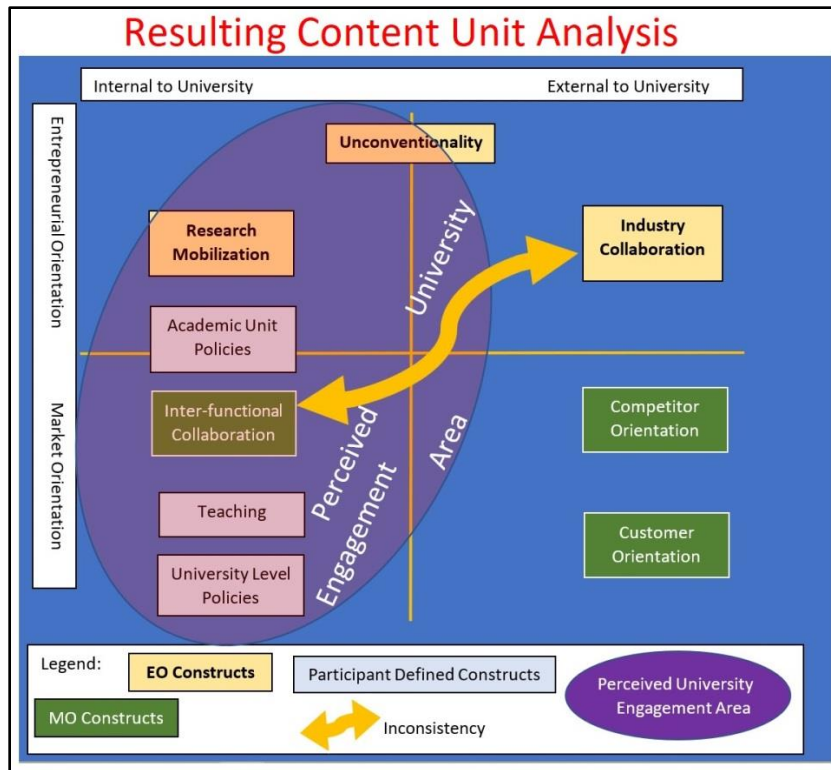 Resulting Content Unit Analysis
Internal to University
External to University
Entrepreneurial Orientation
Market Orientation
Unconventionality
Research
Mobilization
Industry
Collaboration
Academic Unit
Policies
Inter-functional
Collaboration
Competitor
Orientation
Teaching
Customer
Orientation
University Level
Policies
Perceived University
Engagement Area
Legend:
EO Constructs
Participant Defined Constructs
Perceived University
Engagement Area
MO Constructs
Inconsistency